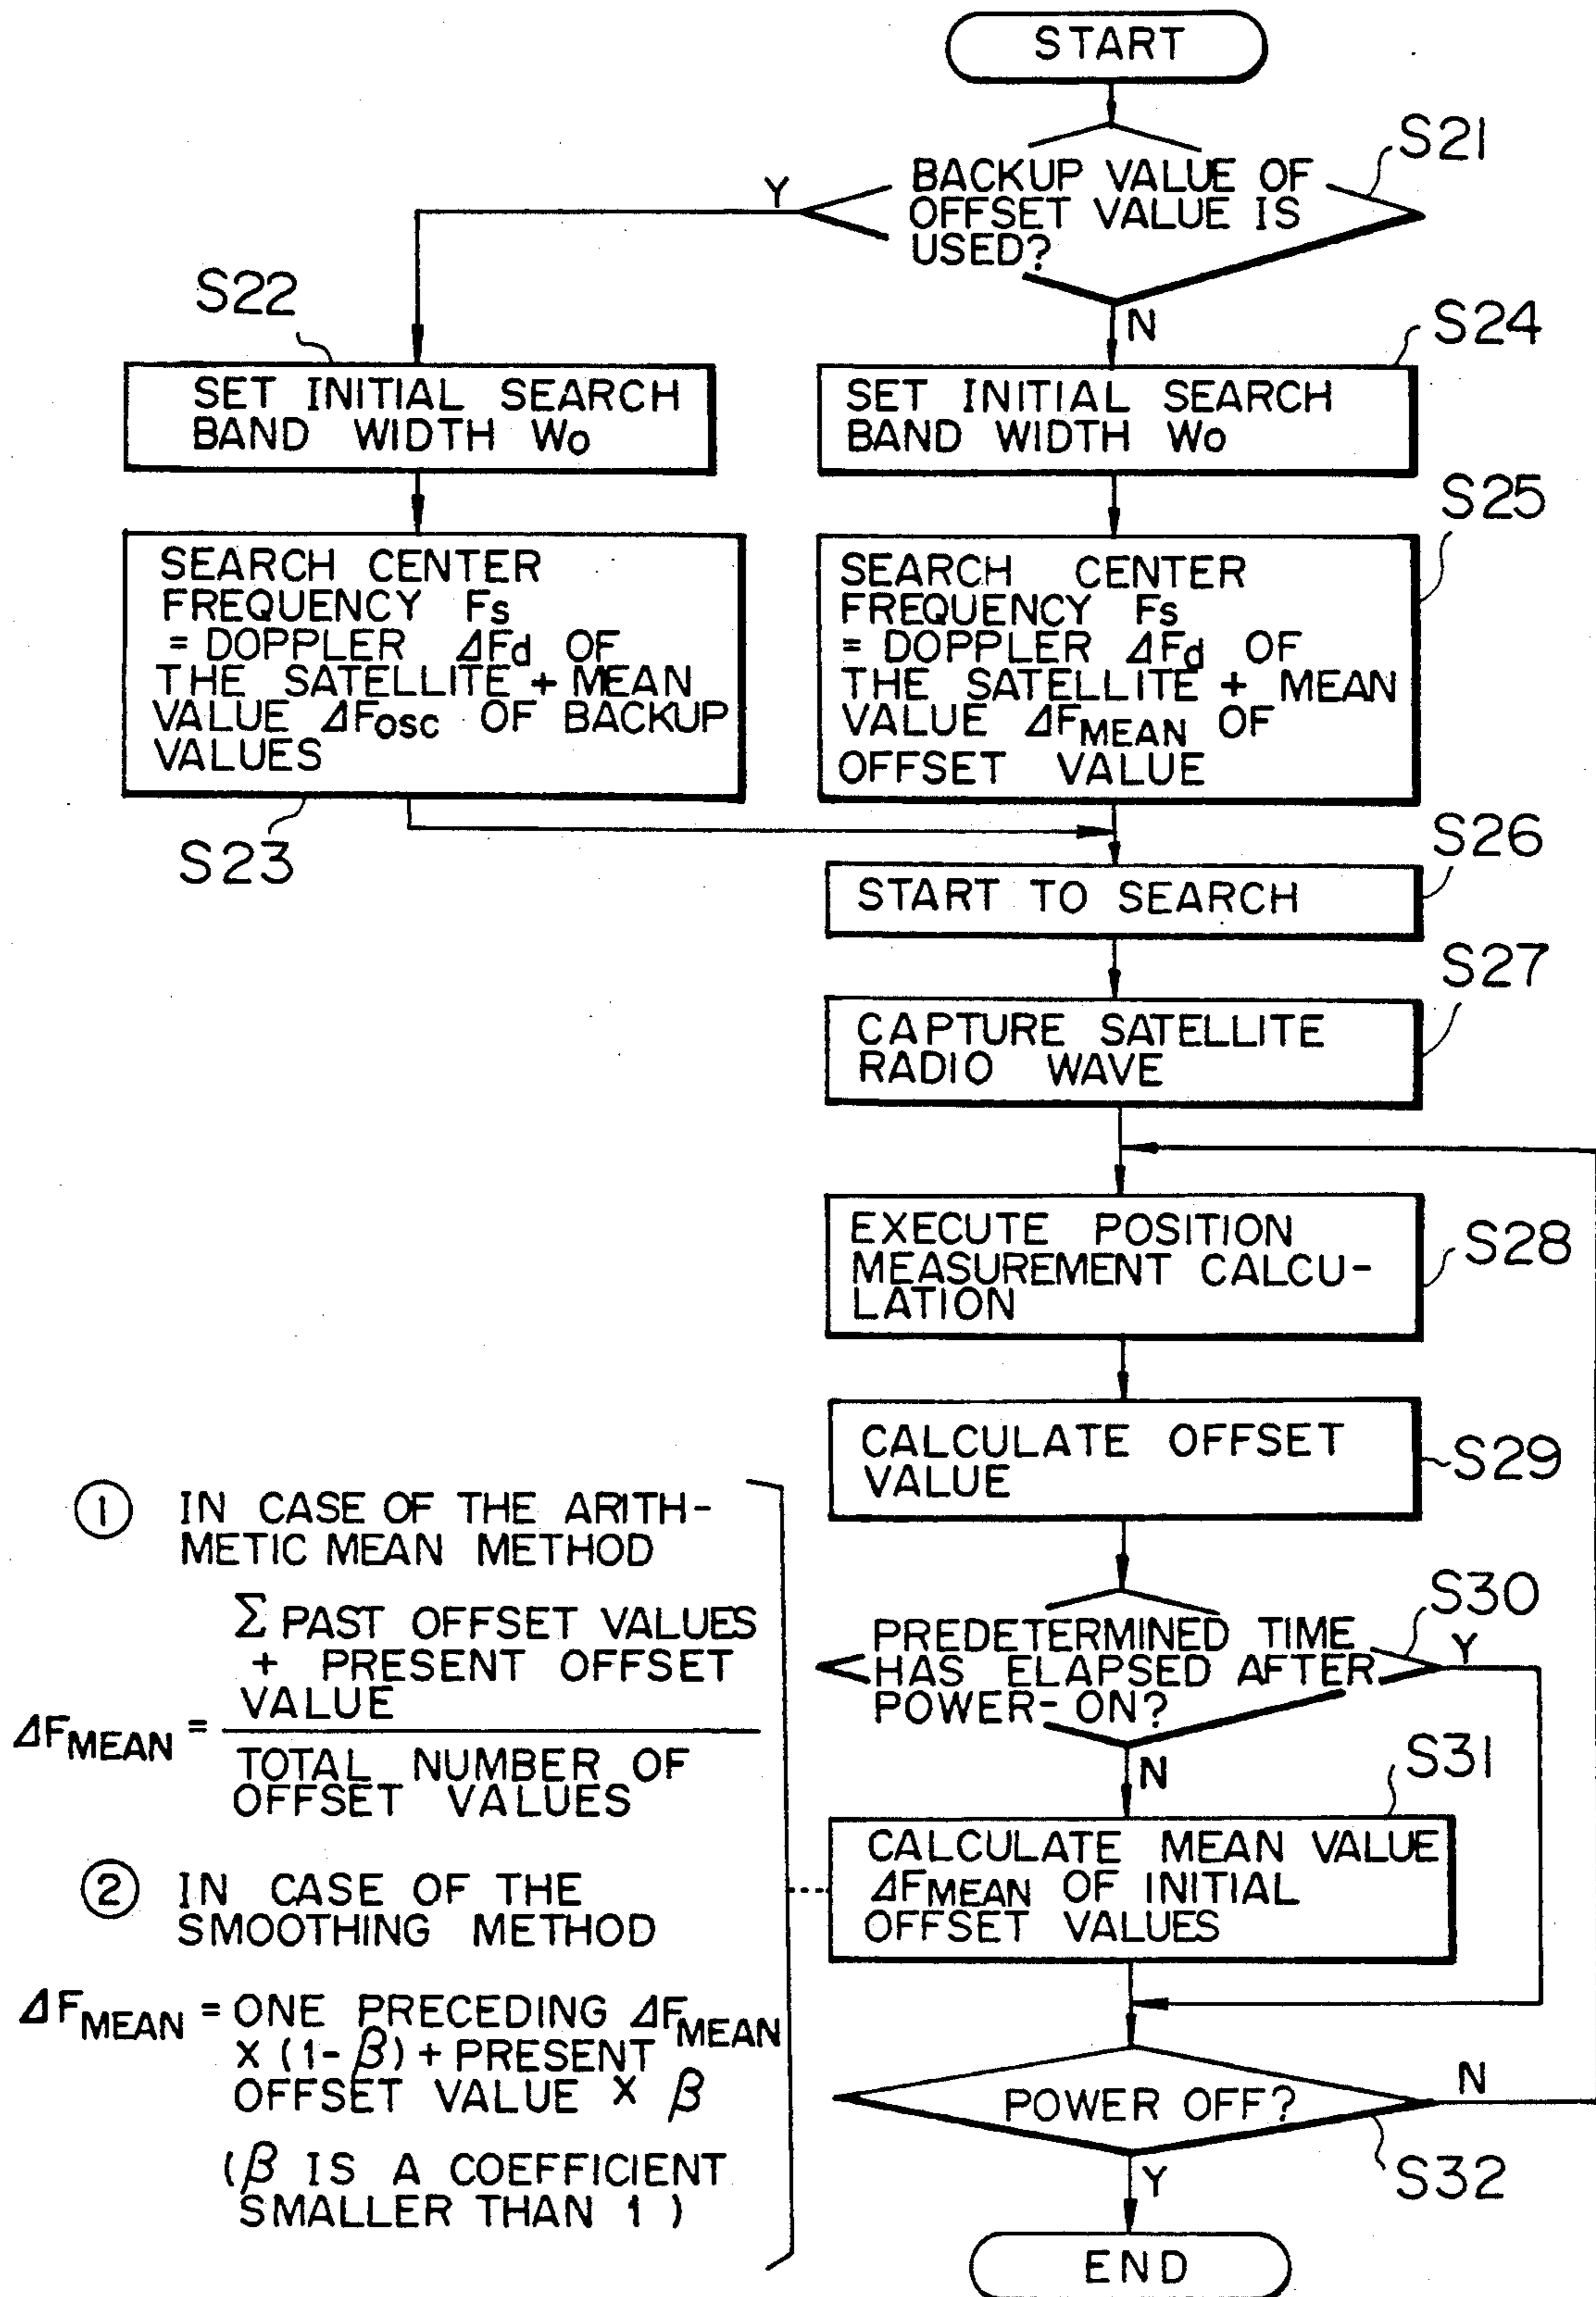 START
S21
BACKUP VALUE OF
OFFSET VALUE IS
USED?
Y
N
S22
SET INITIAL SEARCH
BAND WIDTH Wo
S24
SET INITIAL SEARCH
BAND WIDTH Wo
SEARCH CENTER
FREQUENCY Fs
= DOPPLER ΔFd OF
THE SATELLITE + MEAN
VALUE ΔFosc OF BACKUP
VALUES
S23
S25
SEARCH CENTER
FREQUENCY Fs
= DOPPLER ΔFd OF
THE SATELLITE + MEAN
VALUE ΔFMEAN OF
OFFSET VALUE
S26
START TO SEARCH
S27
CAPTURE SATELLITE
RADIO WAVE
S28
EXECUTE POSITION
MEASUREMENT CALCU-
LATION
S29
CALCULATE OFFSET
VALUE
S30
PREDETERMINED TIME
HAS ELAPSED AFTER
POWER-ON?
Y
N
S31
CALCULATE MEAN VALUE
ΔFMEAN OF INITIAL
OFFSET VALUES
① IN CASE OF THE ARITH-
METIC MEAN METHOD
Σ PAST OFFSET VALUES
+ PRESENT OFFSET
VALUE
ΔFMEAN =
TOTAL NUMBER OF
OFFSET VALUES
② IN CASE OF THE
SMOOTHING METHOD
ΔFMEAN = ONE PRECEDING ΔFMEAN
× (1-β) + PRESENT
OFFSET VALUE × β
(β IS A COEFFICIENT
SMALLER THAN 1)
POWER OFF?
N
S32
Y
END